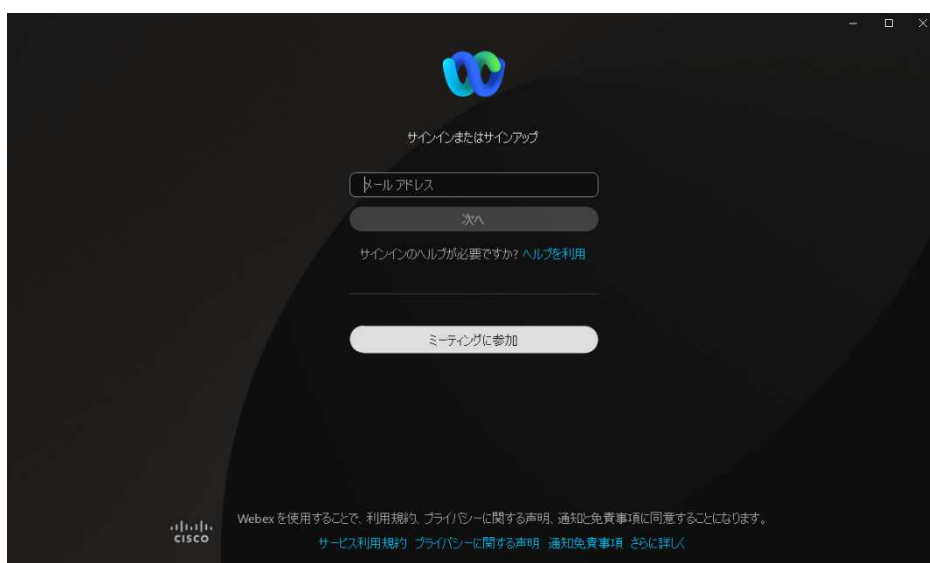 サインインまたはサインアップ
メール アドレス
次へ
サインインのヘルプが必要ですか? ヘルプを利用
ミーティングに参加
Webex を使用することで、利用規約、プライバシーに関する声明、通知と免責事項に同意することになります。
サービス利用規約 プライバシーに関する声明 通知免責事項 さらに詳しく
CISCO